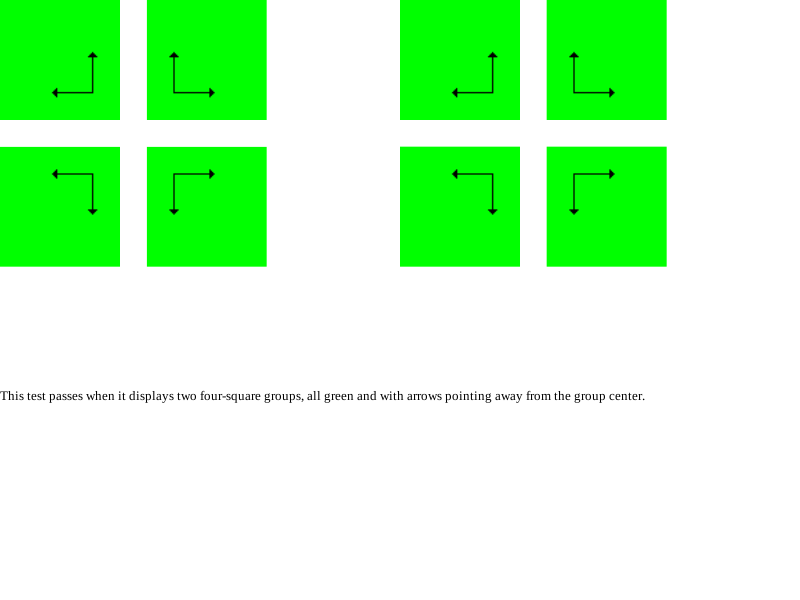 This test passes when it displays two four-square groups, all green and with arrows pointing away from the group center.